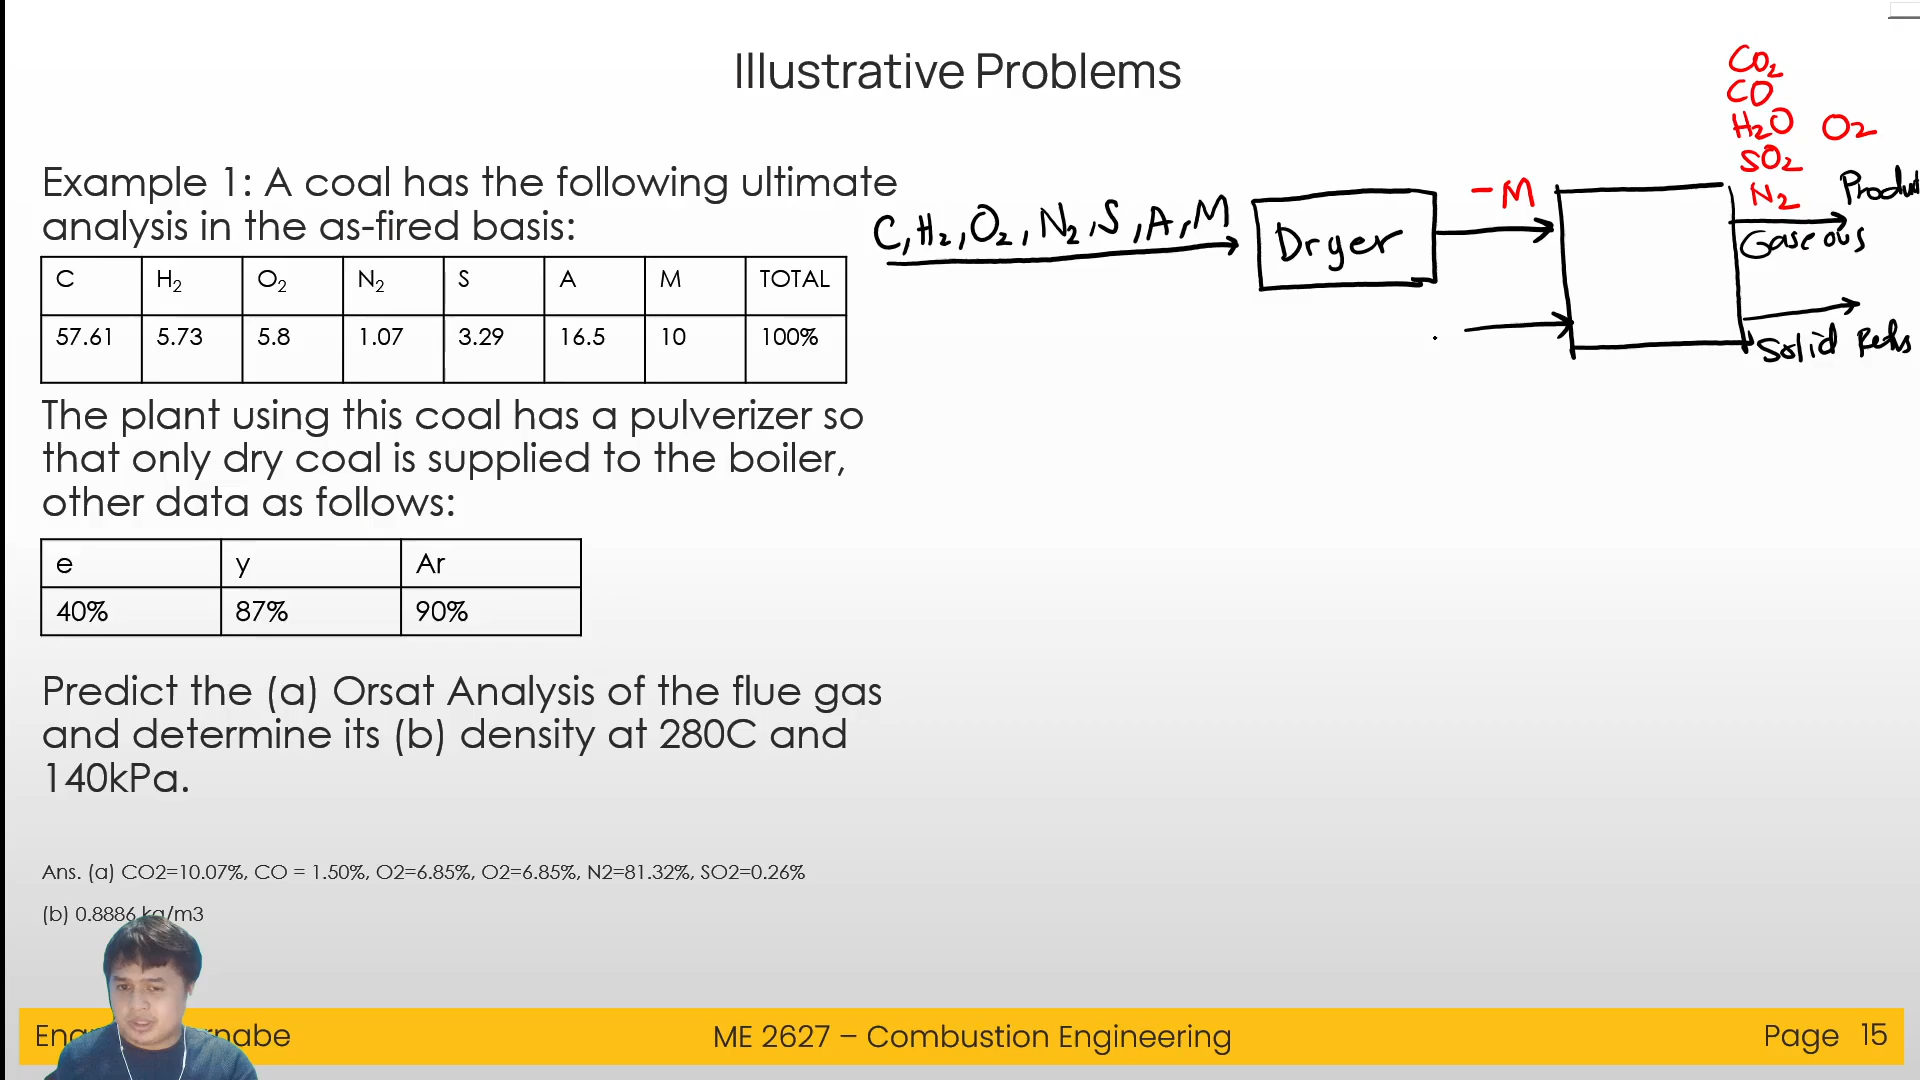 Illustrative Problems
Example 1: A coal has the following ultimate
analysis in the as-fired basis:
C H₂ O₂ N₂ S A M TOTAL
57.61 5.73 5.8 1.07 3.29 16.5 10 100%
The plant using this coal has a pulverizer so
that only dry coal is supplied to the boiler,
other data as follows:
e y Ar
40% 87% 90%
Predict the (a) Orsat Analysis of the flue gas
and determine its (b) density at 280C and
140kPa.
Ans. (a) CO2=10.07%, CO = 1.50%, O2=6.85%, O2=6.85%, N2=81.32%, SO2=0.26%
(b) 0.8886 kg/m3
C, H₂, O₂, N₂, S, A, M
Dryer
-M
CO₂
CO
H₂O O₂
SO₂
N₂
Gaseous
Solid
ME 2627 – Combustion Engineering
Page 15